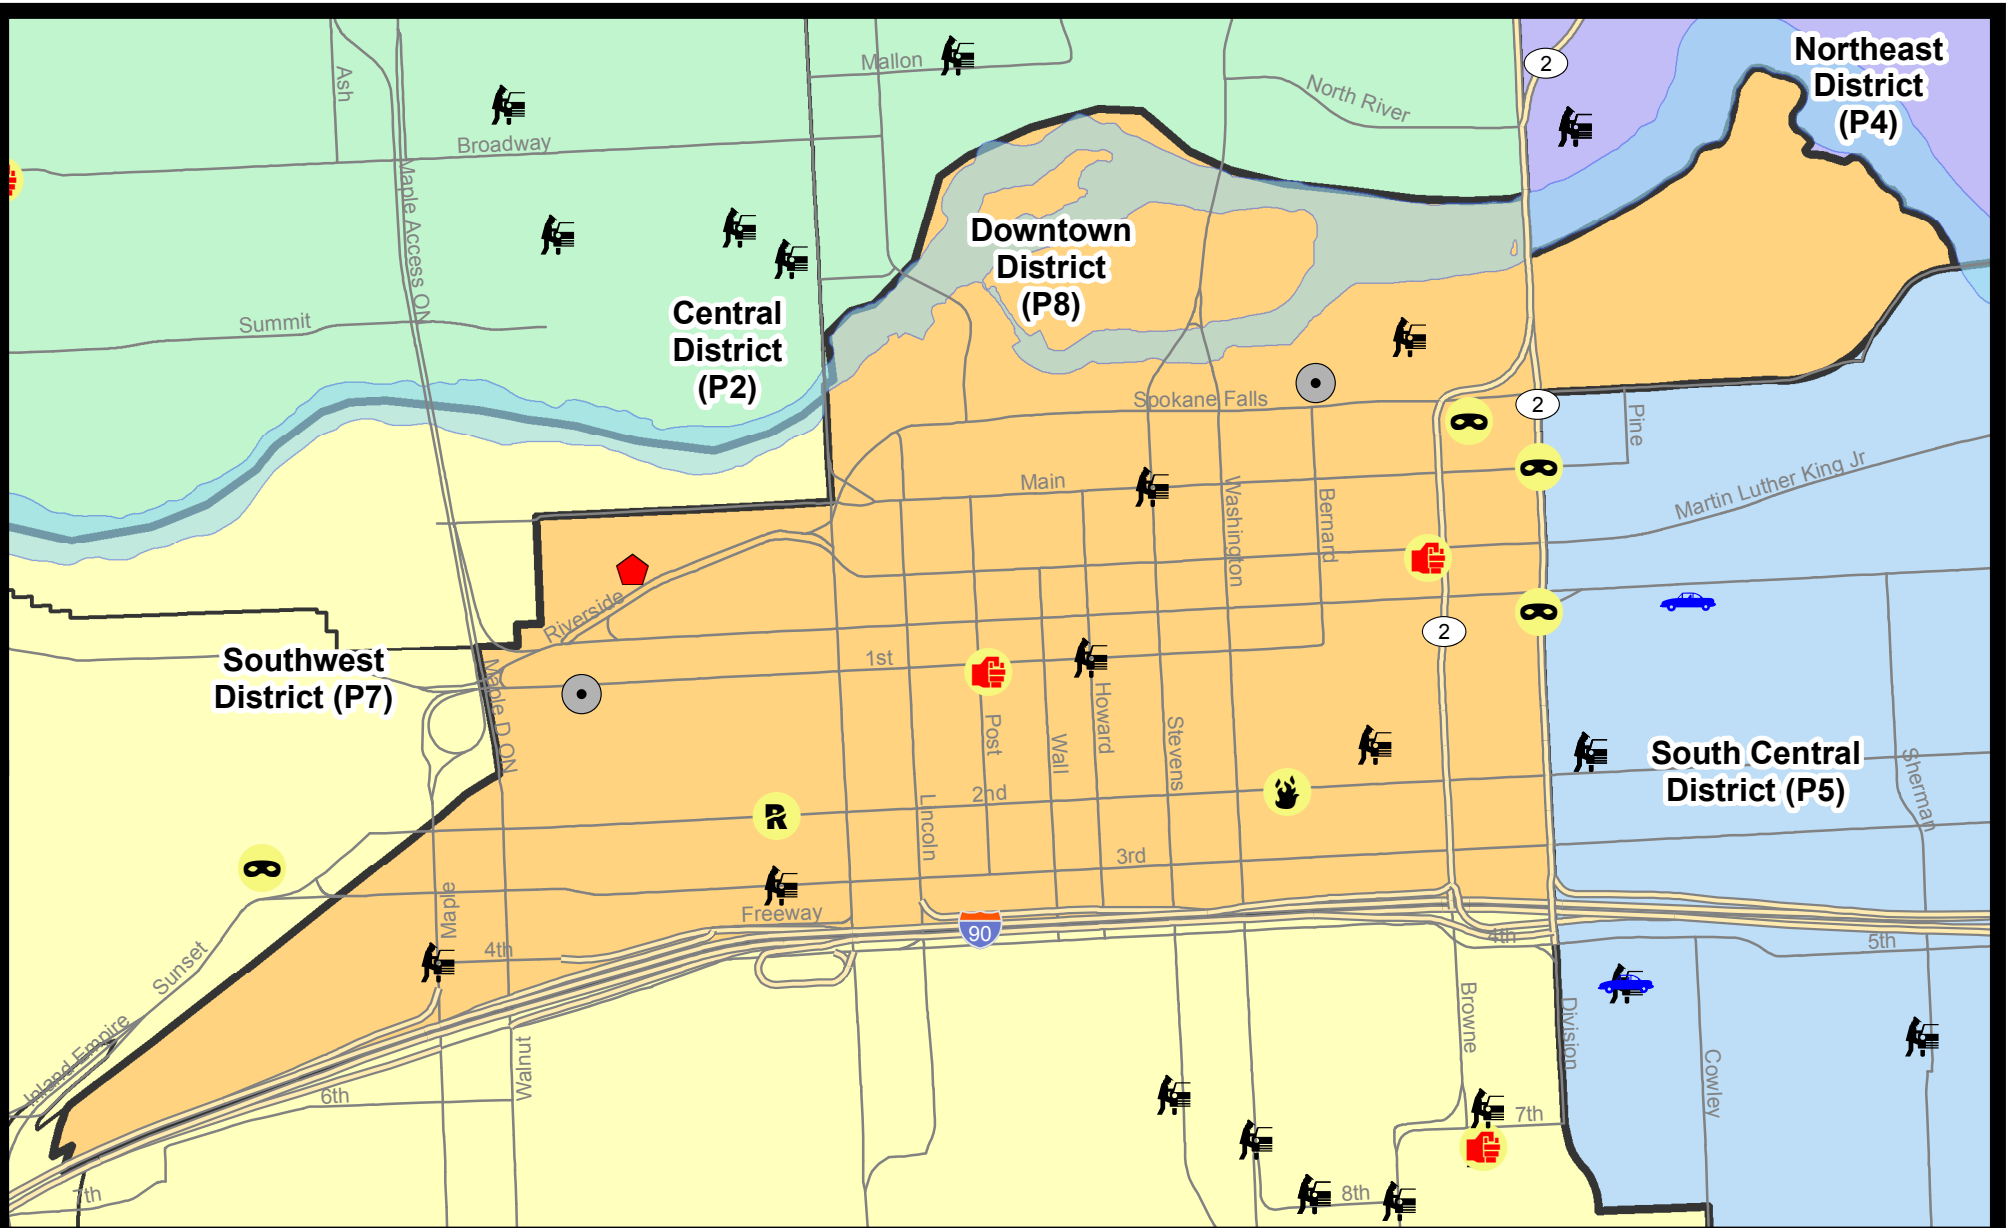 Northeast
District
(P4)
2
Mallon
Ash
North River
Broadway
Maple Access ON
Downtown
District
(P8)
Central
District
(P2)
Summit
Spokane Falls
2
Pine
Main
Washington
Bernard
Martin Luther King Jr
Riverside
2
1st
Southwest
District (P7)
Maple D ON
Post
Wall
Howard
Stevens
South Central
District (P5)
Sherman
2nd
R
Lincoln
3rd
Maple
Freeway
90
4th
4th
5th
Sunset
Browne
Division
Inland Empire
Walnut
Cowley
6th
7th
7th
8th